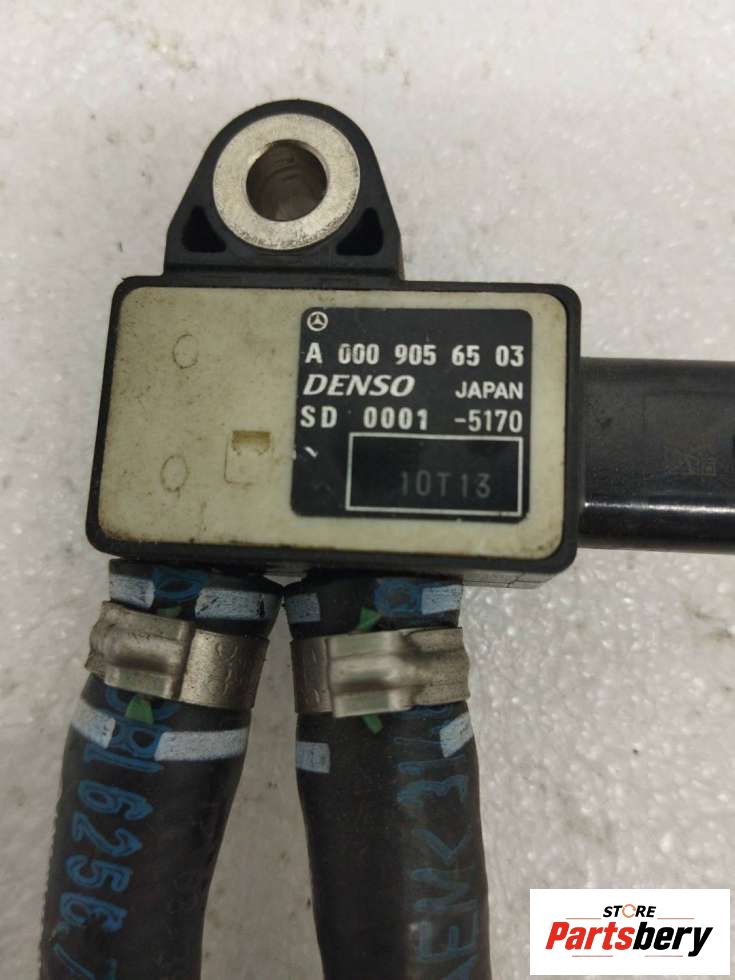 A 000 905 65 03
DENSO JAPAN
SD 0001 -5170
10T13
STORE
Partsbery